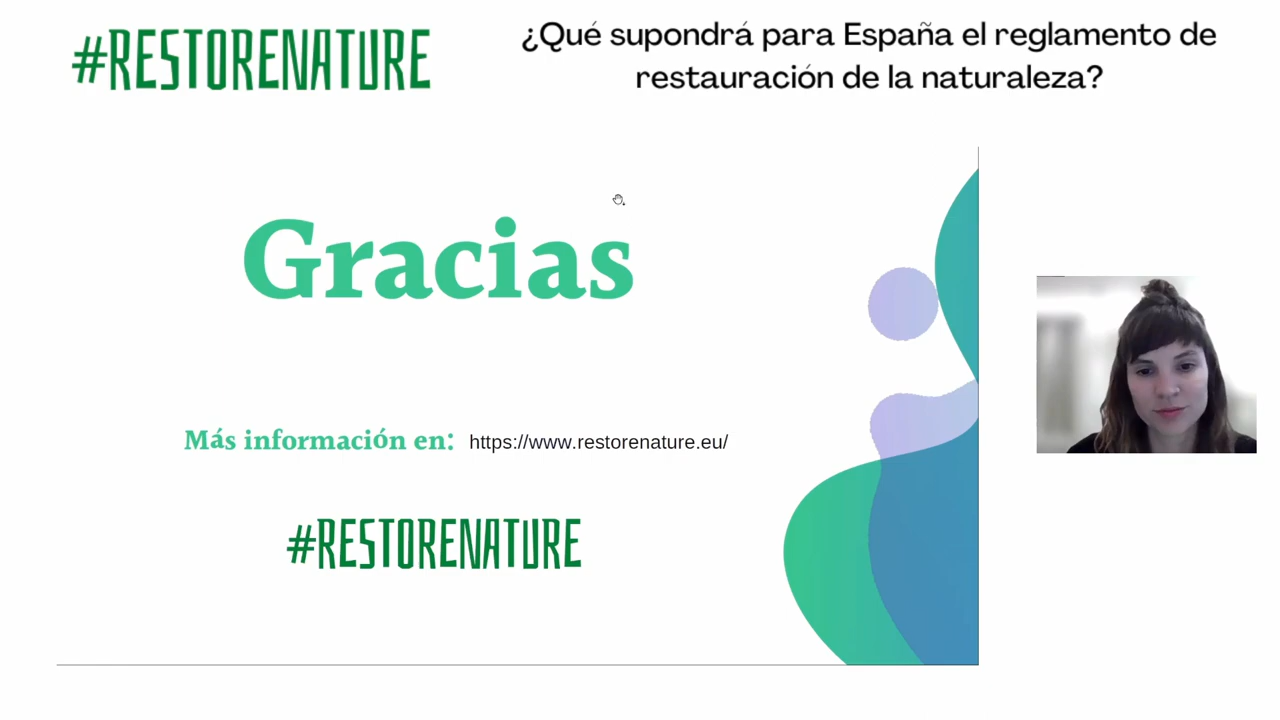 #RESTORENATURE
¿Qué supondrá para España el reglamento de
restauración de la naturaleza?
Gracias
Más información en: https://www.restorenature.eu/
#RESTORENATURE